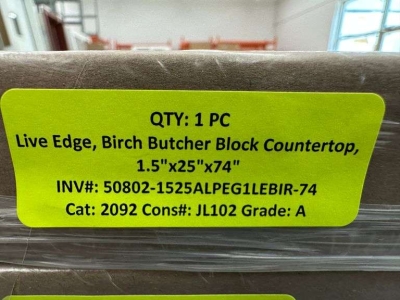 QTY: 1 PC
Live Edge, Birch Butcher Block Countertop,
1.5"x25"x74"
INV#: 50802-1525ALPEG1LEBIR-74
Cat: 2092 Cons#: JL102 Grade: A